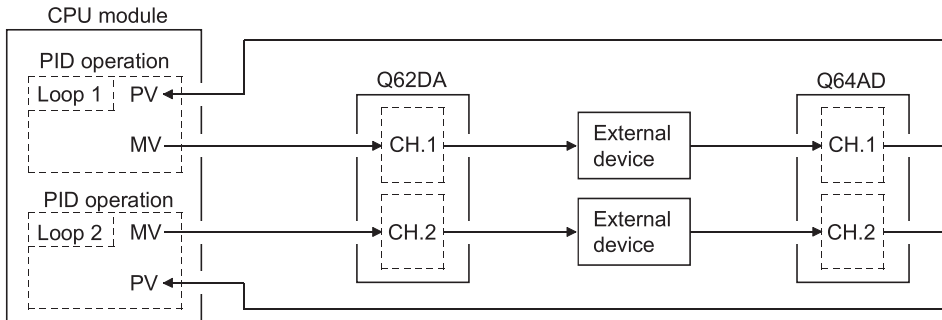 CPU module
PID operation
Loop 1 PV
MV
PID operation
Loop 2 MV
PV
Q62DA
CH.1
CH.2
External
device
External
device
Q64AD
CH.1
CH.2